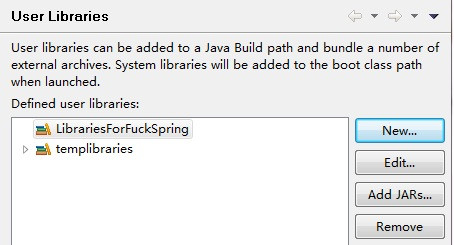 User Libraries
User libraries can be added to a Java Build path and bundle a number of
external archives. System libraries will be added to the boot class path
when launched.
Defined user libraries:
LibrariesForFuckSpring
templibraries
New...
Edit...
Add JARs...
Remove